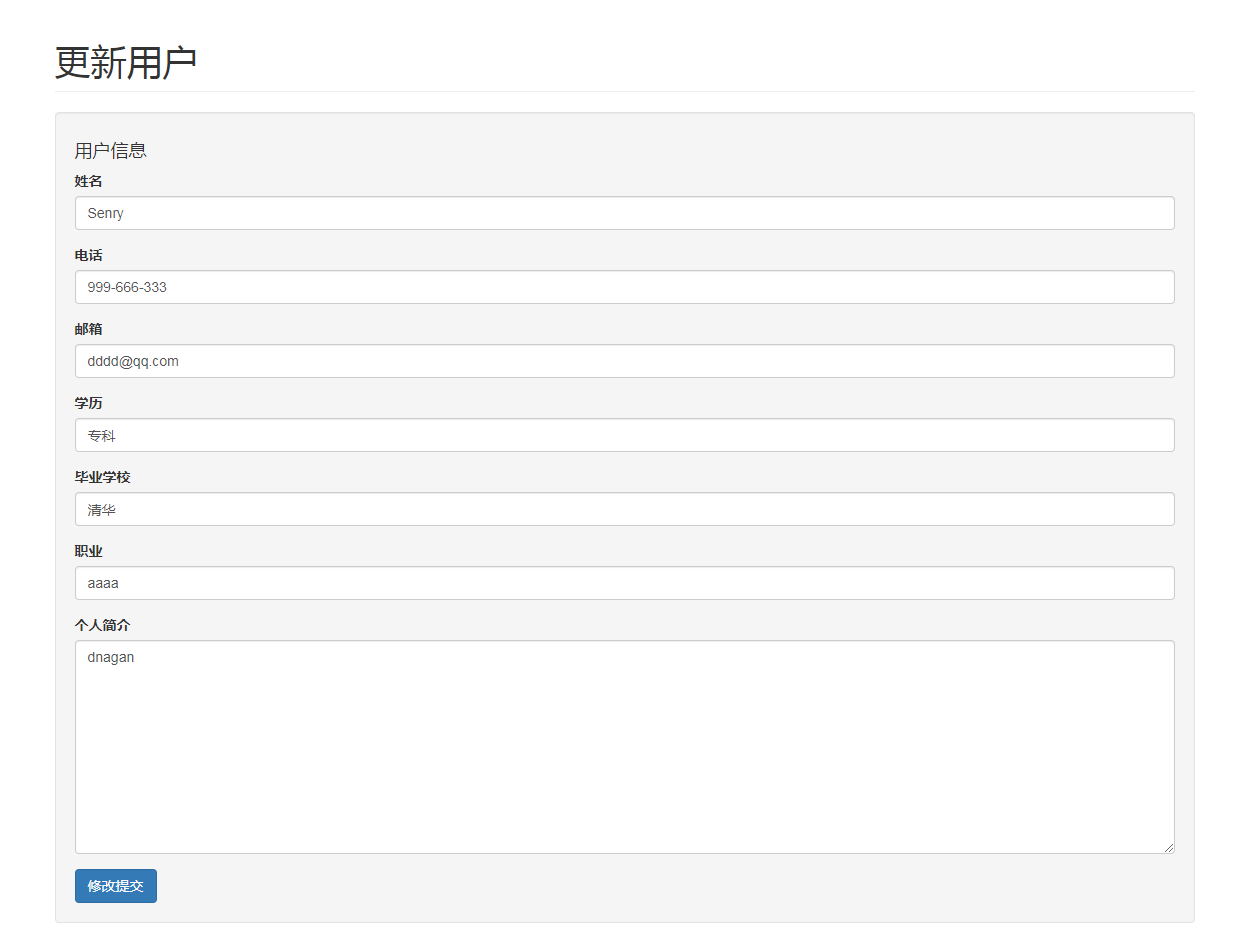 更新用户
用户信息
姓名
Senry
电话
999-666-333
邮箱
dddd@qq.com
学历
专科
毕业学校
清华
职业
aaaa
个人简介
dnagan
修改提交